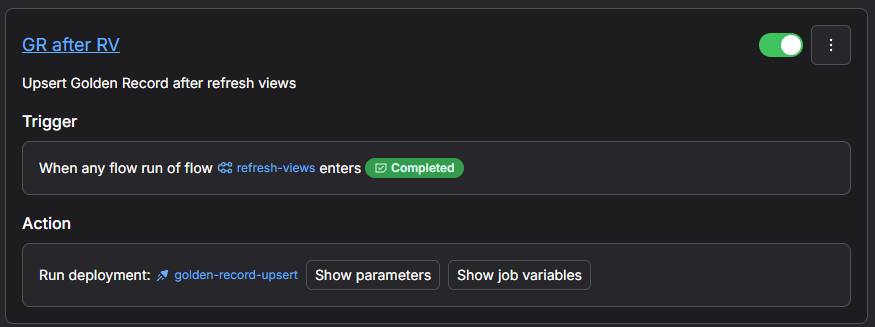 GR after RV
Upsert Golden Record after refresh views
Trigger
When any flow run of flow refresh-views enters Completed
Action
Run deployment: golden-record-upsert Show parameters Show job variables